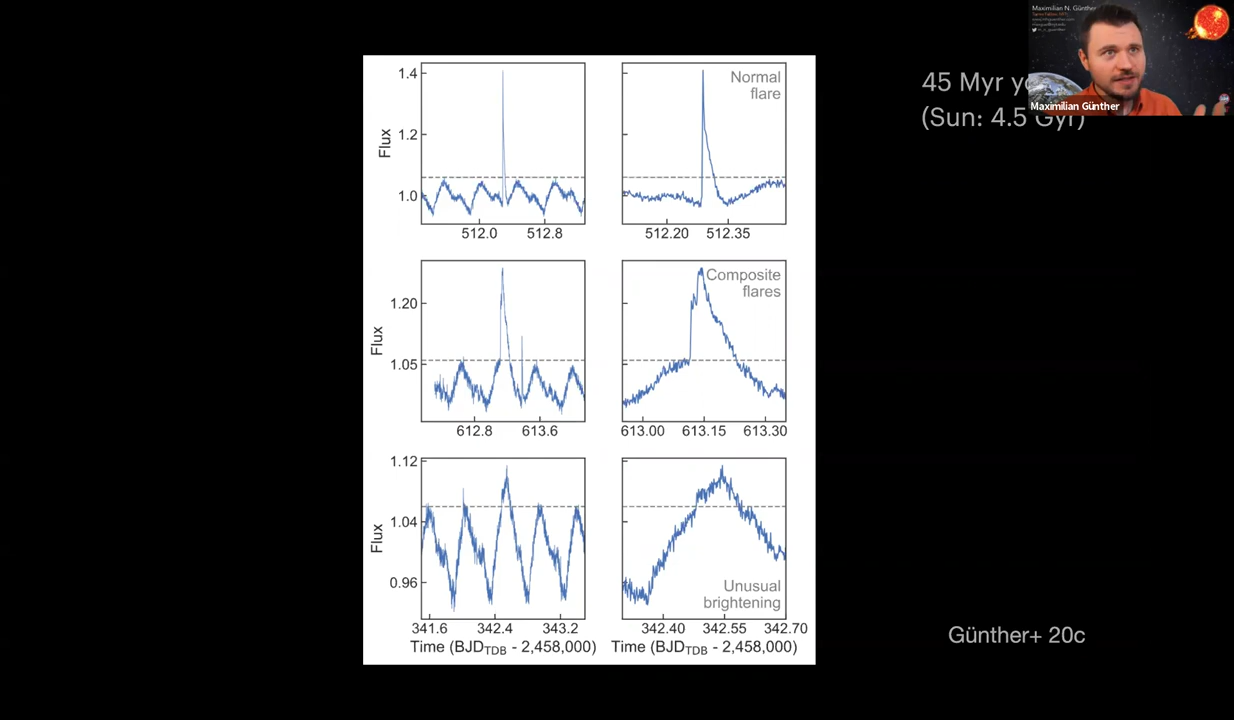 Maximilian N. Günther
Maximilian Günther
45 Myr
(Sun: 4.5 Gyr)
Normal
flare
Flux
1.4
1.2
1.0
512.0 512.8
512.20 512.35
Composite
flares
Flux
1.20
1.05
612.8 613.6
613.00 613.15 613.30
Unusual
brightening
Flux
1.12
1.04
0.96
341.6 342.4 343.2
342.40 342.55 342.70
Time (BJDTDB - 2,458,000)
Time (BJDTDB - 2,458,000)
Günther+ 20c